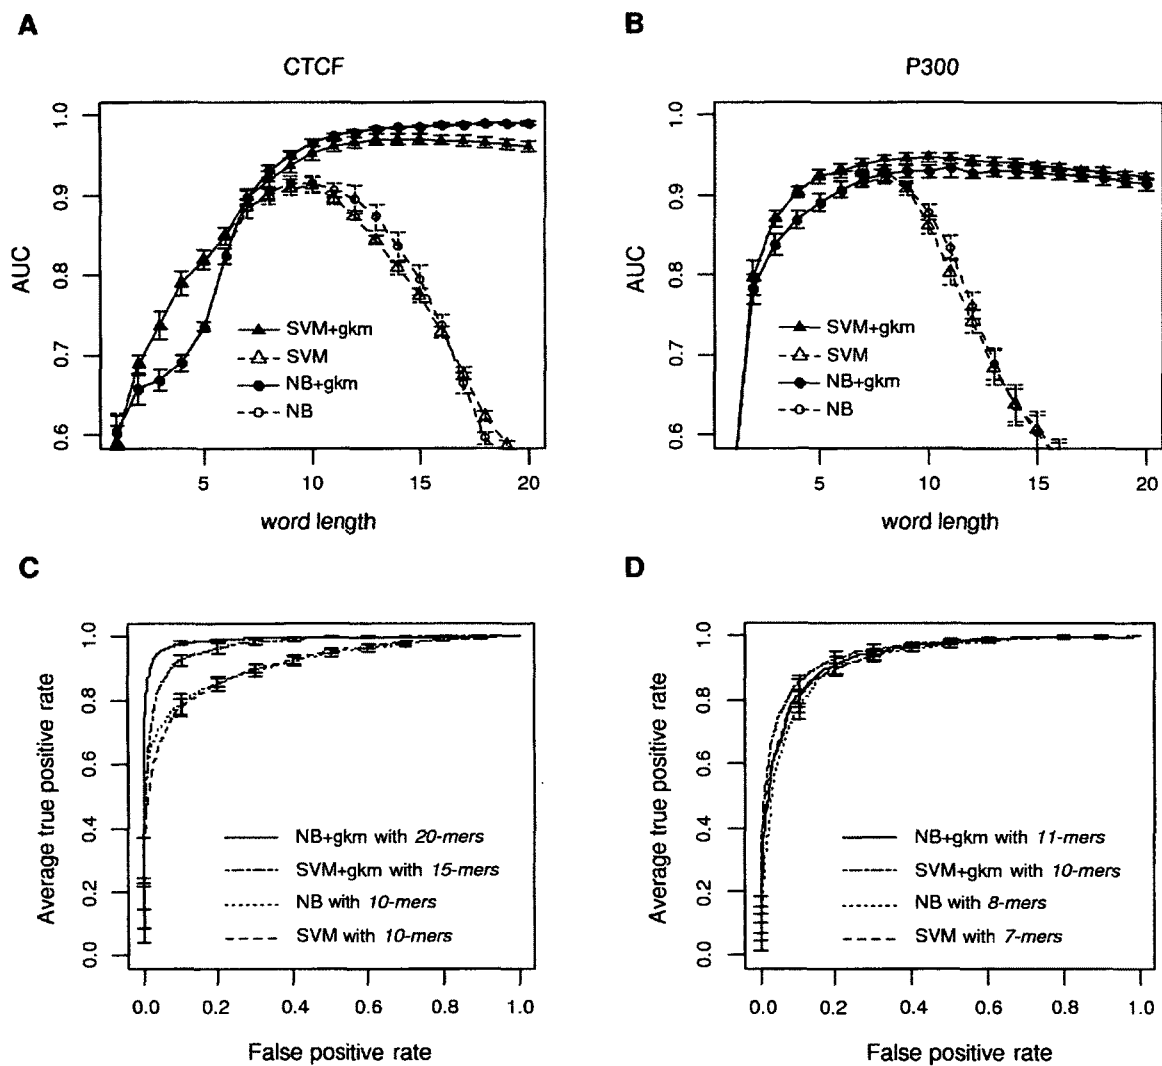 A
CTCF
AUC
1.0
0.9
0.8
0.7
0.6
SVM+gkm
SVM
NB+gkm
NB
5
10
15
20
word length
B
P300
AUC
1.0
0.9
0.8
0.7
0.6
SVM+gkm
SVM
NB+gkm
NB
5
10
15
20
word length
C
Average true positive rate
1.0
0.8
0.6
0.4
0.2
0.0
NB+gkm with 20-mers
SVM+gkm with 15-mers
NB with 10-mers
SVM with 10-mers
0.0
0.2
0.4
0.6
0.8
1.0
False positive rate
D
Average true positive rate
1.0
0.8
0.6
0.4
0.2
0.0
NB+gkm with 11-mers
SVM+gkm with 10-mers
NB with 8-mers
SVM with 7-mers
0.0
0.2
0.4
0.6
0.8
1.0
False positive rate